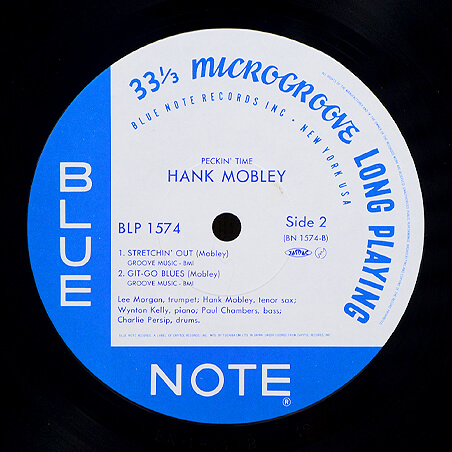 33⅓ MICROGROOVE LONG PLAYING
BLUE NOTE RECORDS INC . NEW YORK USA
PECKIN' TIME
HANK MOBLEY
BLP 1574
Side 2
(BN 1574-B)
1. STRETCHIN' OUT (Mobley)
GROOVE MUSIC - BMI
2. GIT-GO BLUES (Mobley)
GROOVE MUSIC - BMI
Lee Morgan, trumpet; Hank Mobley, tenor sax;
Wynton Kelly, piano; Paul Chambers, bass;
Charlie Persip, drums.
BLUE
NOTE
®